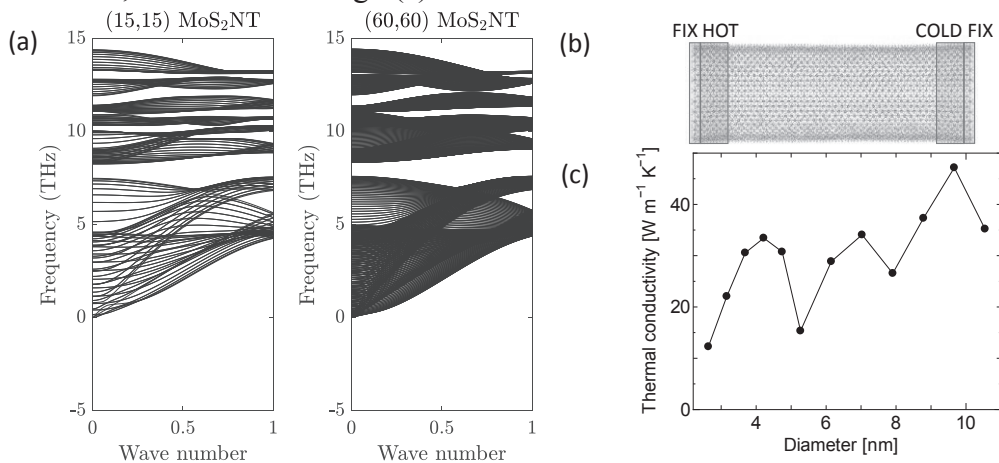 (15,15) MoS₂NT
(60,60) MoS₂NT
(a)
15
10
5
0
-5
Frequency (THz)
0
0.5
1
Wave number
15
10
5
0
-5
Frequency (THz)
0
0.5
1
Wave number
(b)
FIX HOT
COLD FIX
(c)
Thermal conductivity [W m⁻¹ K⁻¹]
40
20
0
4
6
8
10
Diameter [nm]